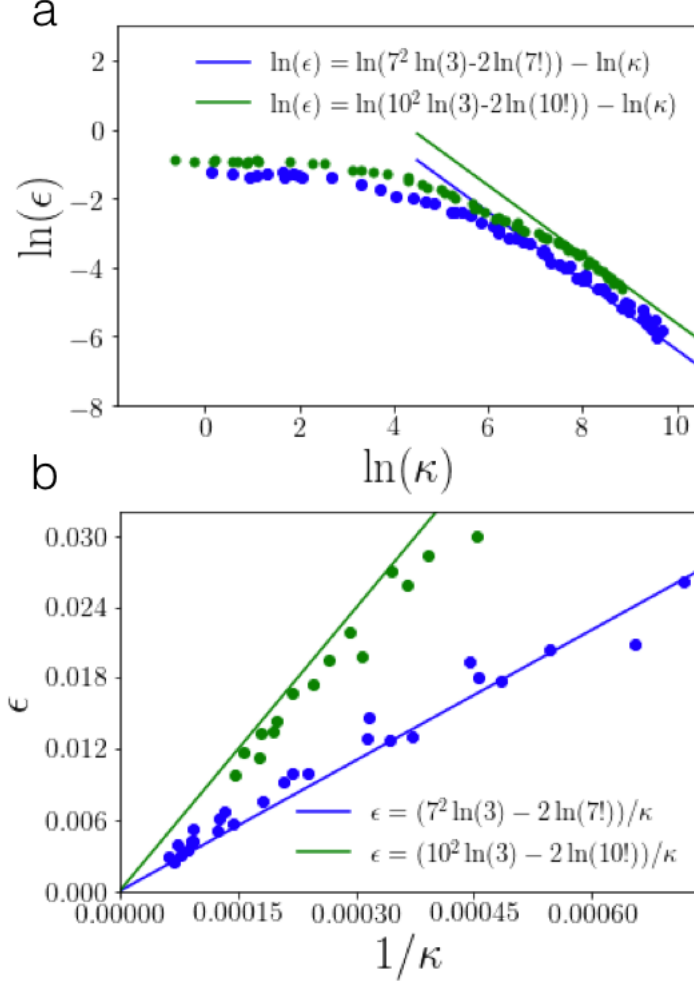 a
2
0
−2
−4
−6
−8
ln(ϵ)
ln(ϵ) = ln(7² ln(3)-2ln(7!)) − ln(κ)
ln(ϵ) = ln(10² ln(3)-2ln(10!)) − ln(κ)
0 2 4 6 8 10
ln(κ)
b
0.030
0.024
0.018
0.012
0.006
0.000
ϵ
ϵ = (7² ln(3) − 2 ln(7!))/κ
ϵ = (10² ln(3) − 2 ln(10!))/κ
0.00000 0.00015 0.00030 0.00045 0.00060
1/κ